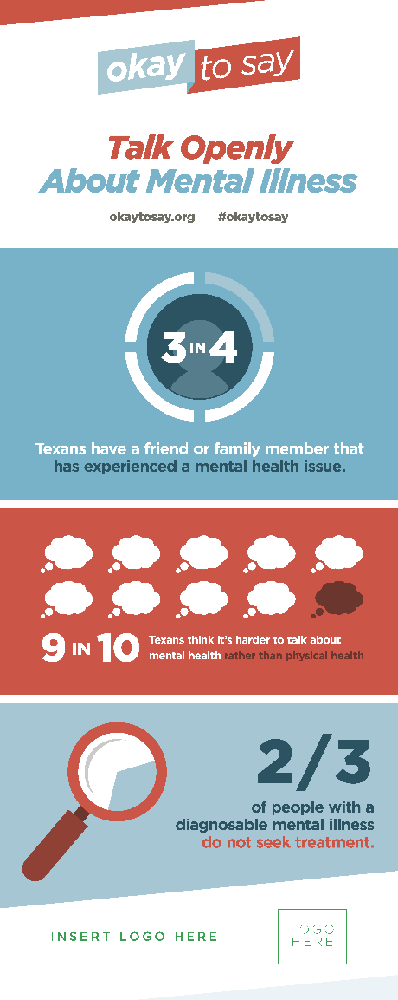 okay to say
Talk Openly
About Mental Illness
okaytosay.org #okaytosay
3 IN 4
Texans have a friend or family member that
has experienced a mental health issue.
9 IN 10
Texans think it's harder to talk about
mental health rather than physical health
2/3
of people with a
diagnosable mental illness
do not seek treatment.
INSERT LOGO HERE
LOGO
HERE